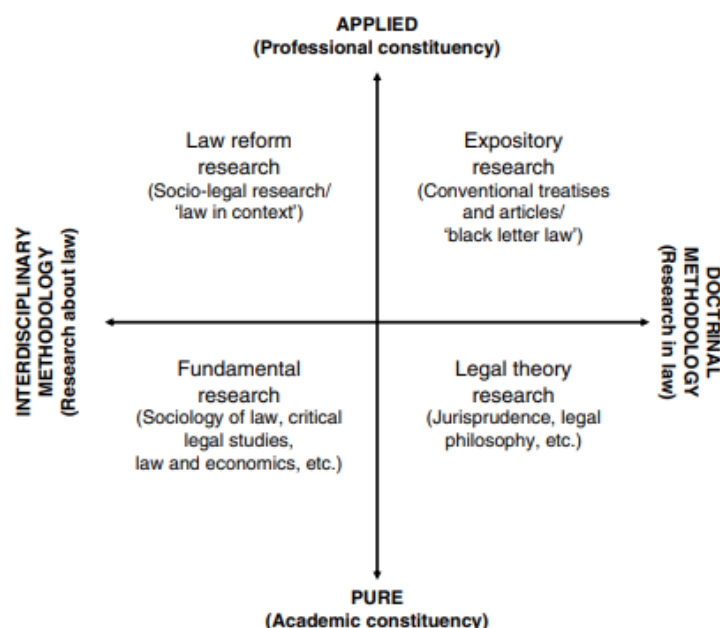 APPLIED
(Professional constituency)
Law reform
research
(Socio-legal research/
‘law in context’)
Expository
research
(Conventional treatises
and articles/
‘black letter law’)
INTERDISCIPLINARY
METHODOLOGY
(Research about law)
DOCTRINAL
METHODOLOGY
(Research in law)
Fundamental
research
(Sociology of law, critical
legal studies,
law and economics, etc.)
Legal theory
research
(Jurisprudence, legal
philosophy, etc.)
PURE
(Academic constituency)